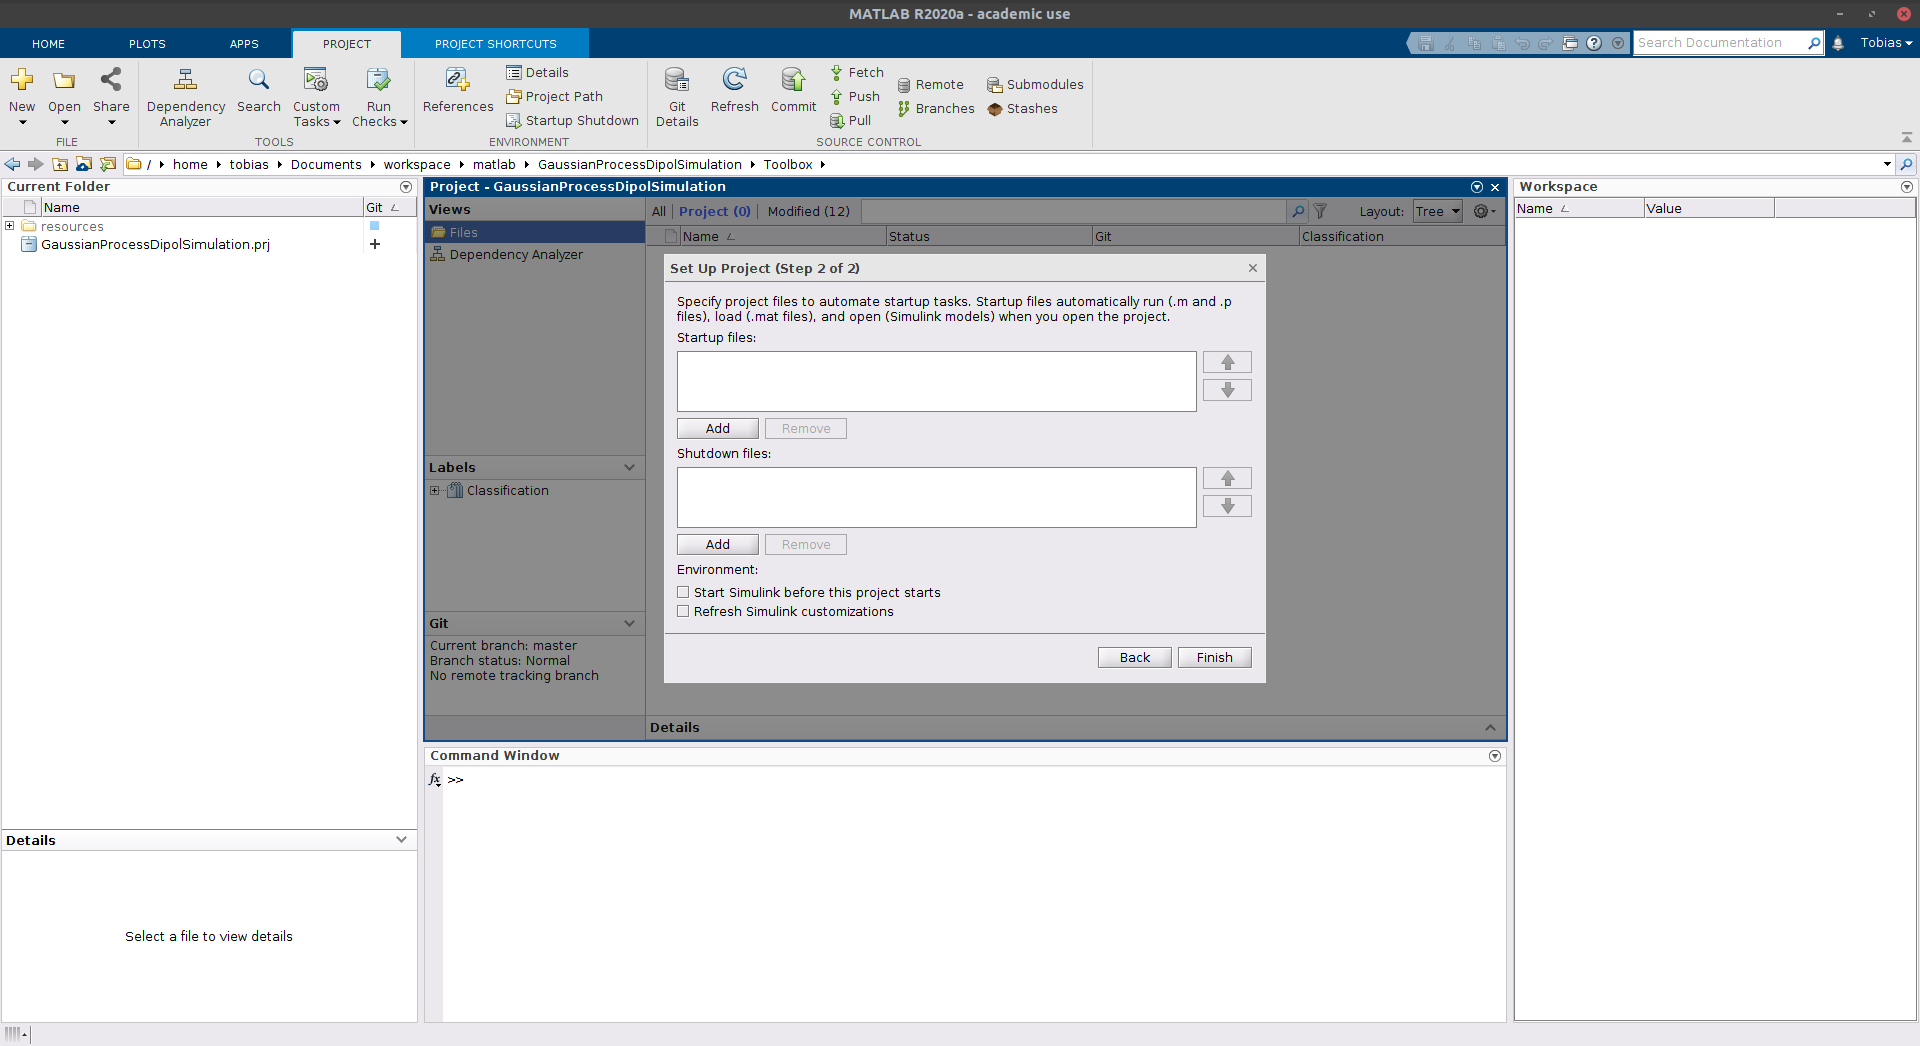 MATLAB R2020a - academic use
HOME PLOTS APPS PROJECT PROJECT SHORTCUTS
Search Documentation
Tobias
New
Open
Share
FILE
Dependency Analyzer
Search
Custom Tasks
Run Checks
TOOLS
References
Details
Project Path
Startup Shutdown
ENVIRONMENT
Git Details
Refresh
Commit
Fetch
Push
Pull
Remote
Branches
Submodules
Stashes
SOURCE CONTROL
/ home tobias Documents workspace matlab GaussianProcessDipolSimulation Toolbox
Current Folder
Name Git
resources
GaussianProcessDipolSimulation.prj
Details
Select a file to view details
Project - GaussianProcessDipolSimulation
Views
Files
Dependency Analyzer
Labels
Classification
Git
Current branch: master
Branch status: Normal
No remote tracking branch
All Project (0) Modified (12)
Layout: Tree
Name Status Git Classification
Set Up Project (Step 2 of 2)
Specify project files to automate startup tasks. Startup files automatically run (.m and .p
files), load (.mat files), and open (Simulink models) when you open the project.
Startup files:
Add Remove
Shutdown files:
Add Remove
Environment:
Start Simulink before this project starts
Refresh Simulink customizations
Back Finish
Details
Command Window
fx >>
Workspace
Name Value